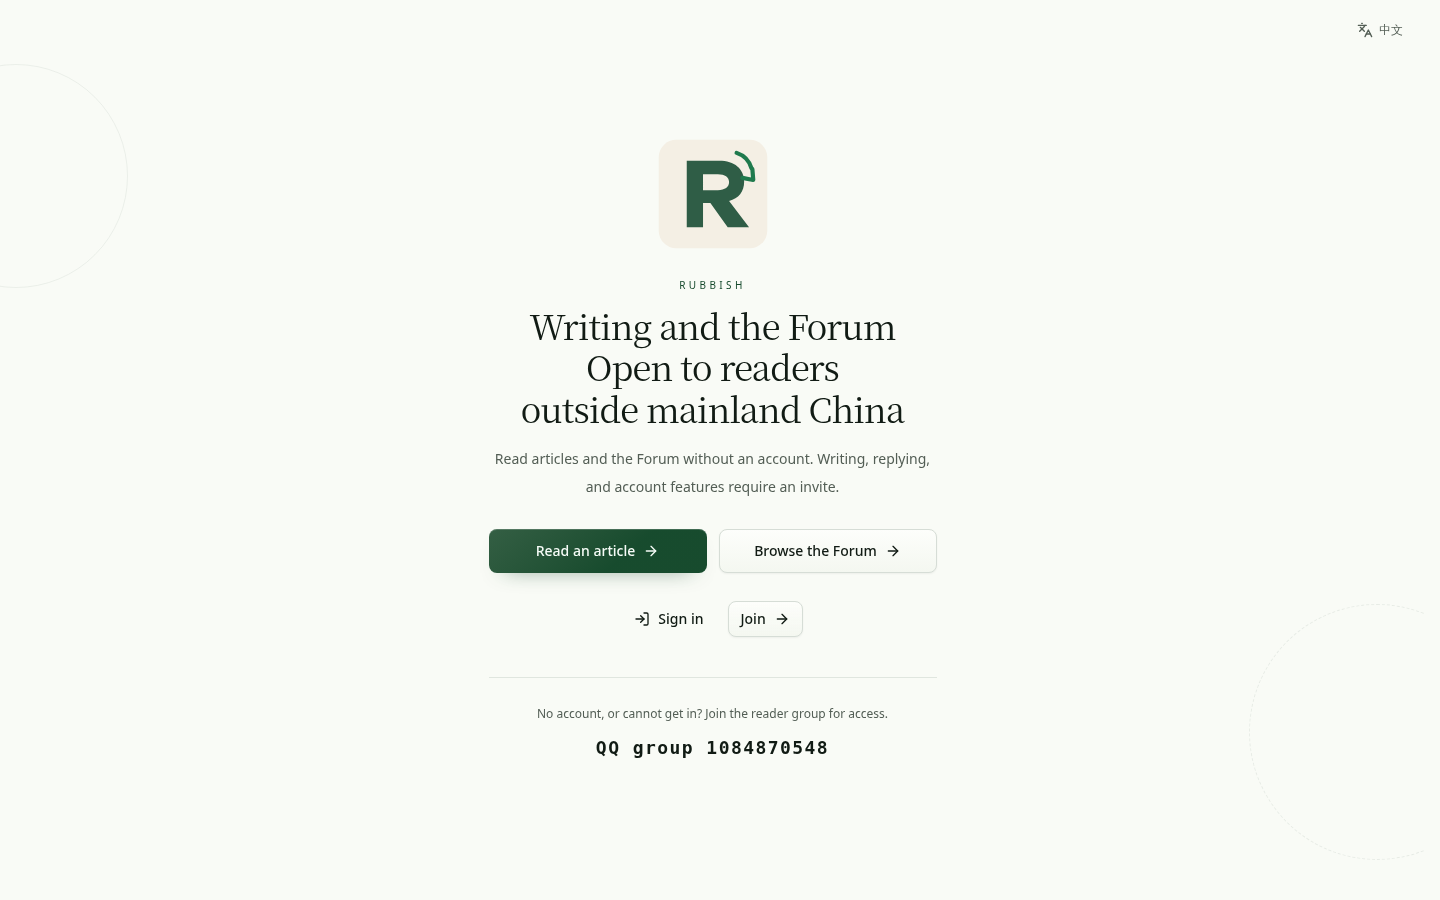 中文
R
RUBBISH
Writing and the Forum
Open to readers
outside mainland China
Read articles and the Forum without an account. Writing, replying,
and account features require an invite.
Read an article
Browse the Forum
Sign in
Join
No account, or cannot get in? Join the reader group for access.
QQ group 1084870548